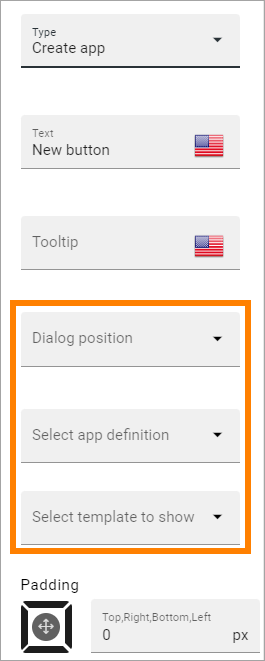 Type
Create app
Text
New button
Tooltip
Dialog position
Select app definition
Select template to show
Padding
Top,Right,Bottom,Left
0 px